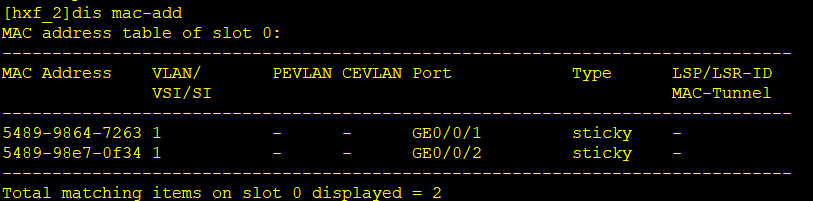 [hxf_2]dis mac-add
MAC address table of slot 0:
-------------------------------------------------------------------------------
MAC Address    VLAN/       PEVLAN CEVLAN Port            Type      LSP/LSR-ID
               VSI/SI                                              MAC-Tunnel
-------------------------------------------------------------------------------
5489-9864-7263 1           -      -      GE0/0/1         sticky    -
5489-98e7-0f34 1           -      -      GE0/0/2         sticky    -
-------------------------------------------------------------------------------
Total matching items on slot 0 displayed = 2